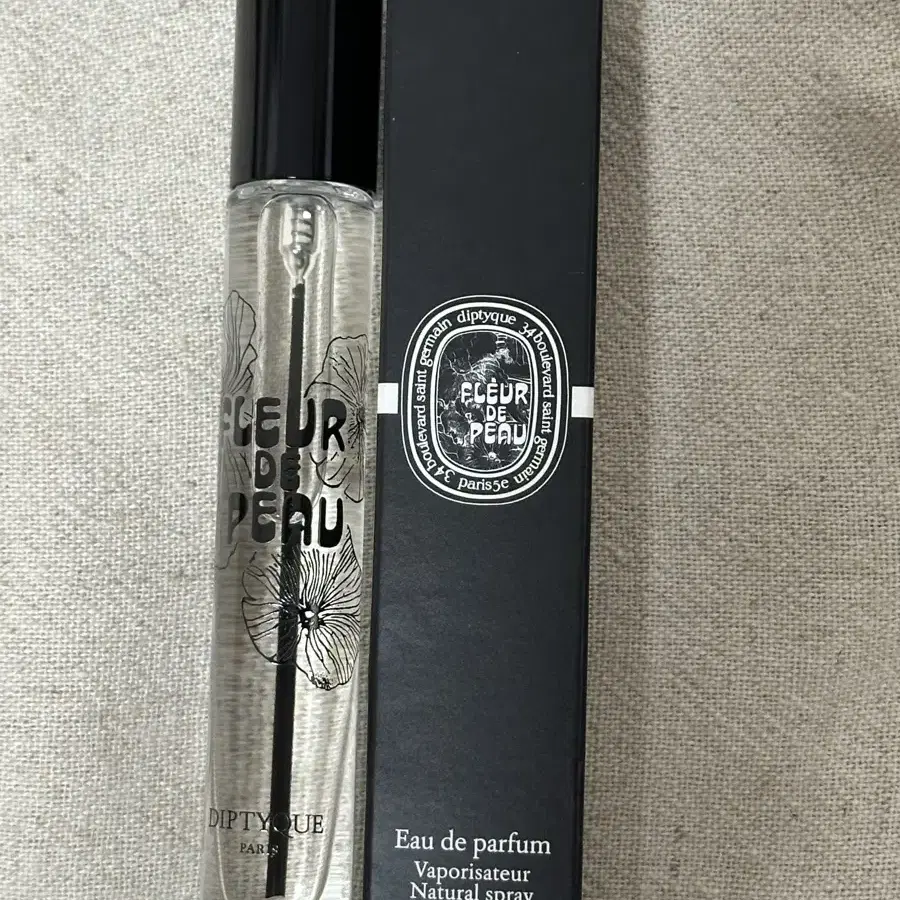 FLEUR
DE
PEAU
DIPTYQUE
PARIS
diptyque 34 boulevard saint germain paris5e 34 boulevard saint germain
FLEUR
DE
PEAU
Eau de parfum
Vaporisateur
Natural spray